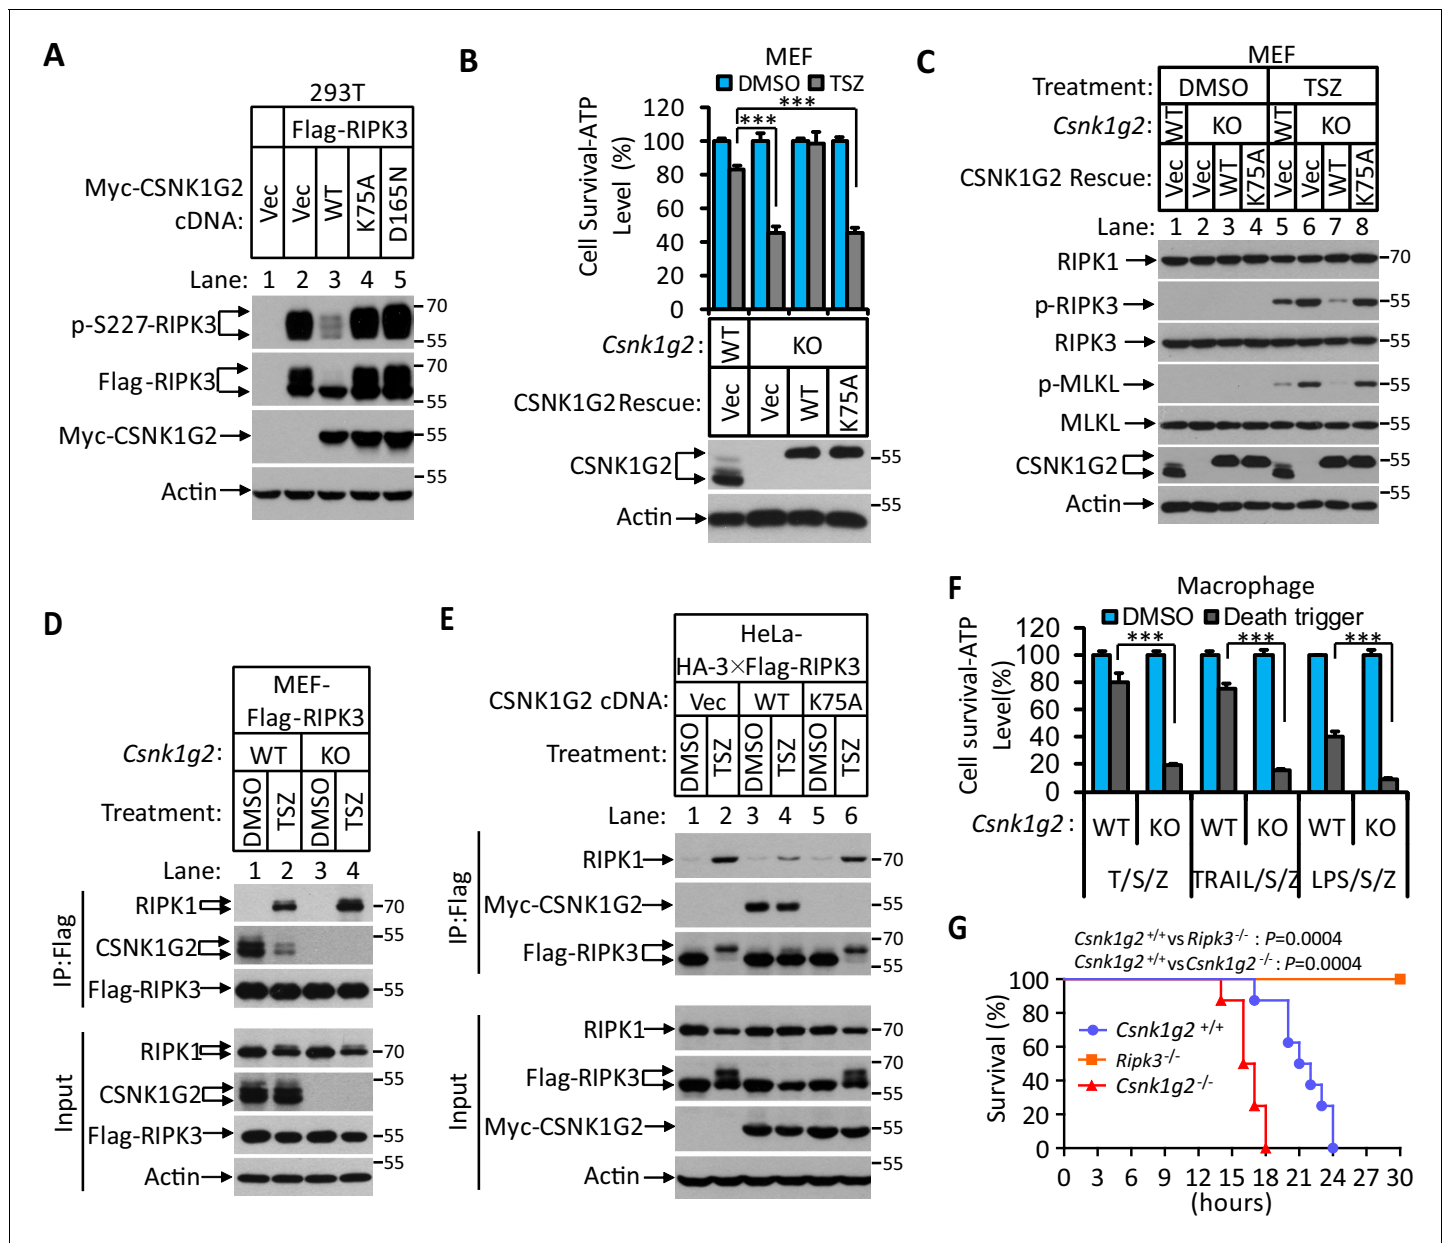 A
293T
Flag-RIPK3
Myc-CSNK1G2
cDNA:
Vec
Vec
WT
K75A
D165N
Lane: 1 2 3 4 5
p-S227-RIPK3
70
55
Flag-RIPK3
70
55
Myc-CSNK1G2
55
Actin
55
B
MEF
DMSO TSZ
Cell Survival-ATP
Level (%)
120
100
80
60
40
20
0
***
***
Csnk1g2:
WT
KO
CSNK1G2Rescue:
Vec
Vec
WT
K75A
CSNK1G2
55
Actin
55
C
MEF
Treatment: DMSO TSZ
Csnk1g2: WT KO WT KO
CSNK1G2 Rescue: Vec Vec WT K75A Vec Vec WT K75A
Lane: 1 2 3 4 5 6 7 8
RIPK1 70
p-RIPK3 55
RIPK3
p-MLKL 55
MLKL
CSNK1G2 55
Actin 55
D
MEF-
Flag-RIPK3
Csnk1g2: WT KO
Treatment: DMSO TSZ DMSO TSZ
Lane: 1 2 3 4
IP:Flag
RIPK1 70
CSNK1G2 55
Flag-RIPK3 55
Input
RIPK1 70
CSNK1G2 55
Flag-RIPK3 55
Actin 55
E
HeLa-
HA-3×Flag-RIPK3
CSNK1G2 cDNA: Vec WT K75A
Treatment: DMSO TSZ DMSO TSZ DMSO TSZ
Lane: 1 2 3 4 5 6
IP:Flag
RIPK1 70
Myc-CSNK1G2 55
Flag-RIPK3 70
55
Input
RIPK1 70
Flag-RIPK3 70
55
Myc-CSNK1G2 55
Actin 55
F
Macrophage
DMSO Death trigger
Cell survival-ATP
Level(%)
120
100
80
60
40
20
0
*** *** ***
Csnk1g2: WT KO WT KO WT KO
T/S/Z TRAIL/S/Z LPS/S/Z
G
Csnk1g2 +/+ vs Ripk3 -/- : P=0.0004
Csnk1g2 +/+ vs Csnk1g2 -/- : P=0.0004
Survival (%)
100
80
60
40
20
0
Csnk1g2 +/+
Ripk3 -/-
Csnk1g2 -/-
0 3 6 9 12 15 18 21 24 27 30
(hours)